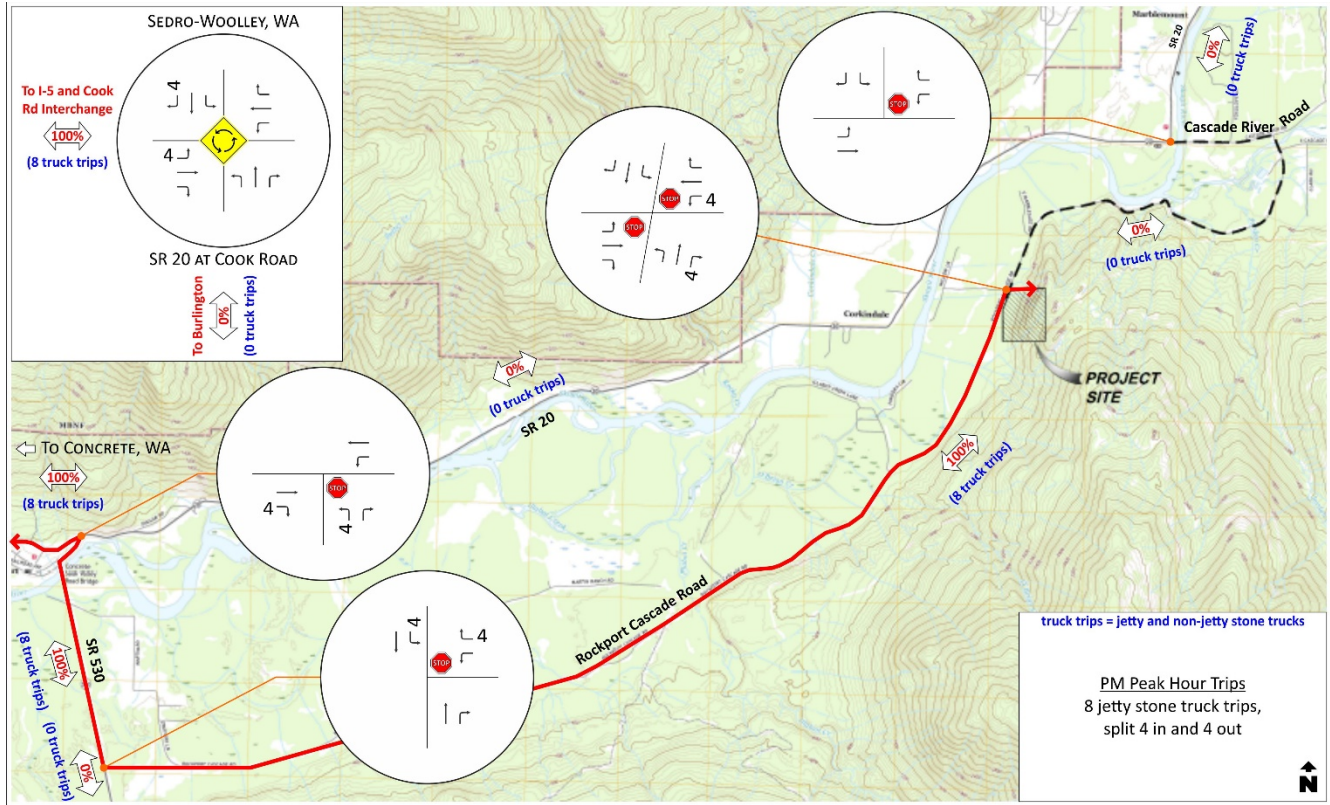 SEDRO-WOOLLEY, WA
To I-5 and Cook
Rd Interchange
100%
(8 truck trips)
4
4
SR 20 AT COOK ROAD
To Burlington
0%
(0 truck trips)
STOP
Marblemount
SR 20
0%
(0 truck trips)
Cascade River Road
STOP
STOP
4
4
0%
(0 truck trips)
Corkindale
PROJECT
SITE
0%
(0 truck trips)
SR 20
100%
(8 truck trips)
TO CONCRETE, WA
100%
(8 truck trips)
STOP
4
4
Rockport Cascade Road
STOP
4
4
SR 530
100%
(8 truck trips)
0%
(0 truck trips)
truck trips = jetty and non-jetty stone trucks
PM Peak Hour Trips
8 jetty stone truck trips,
split 4 in and 4 out
N